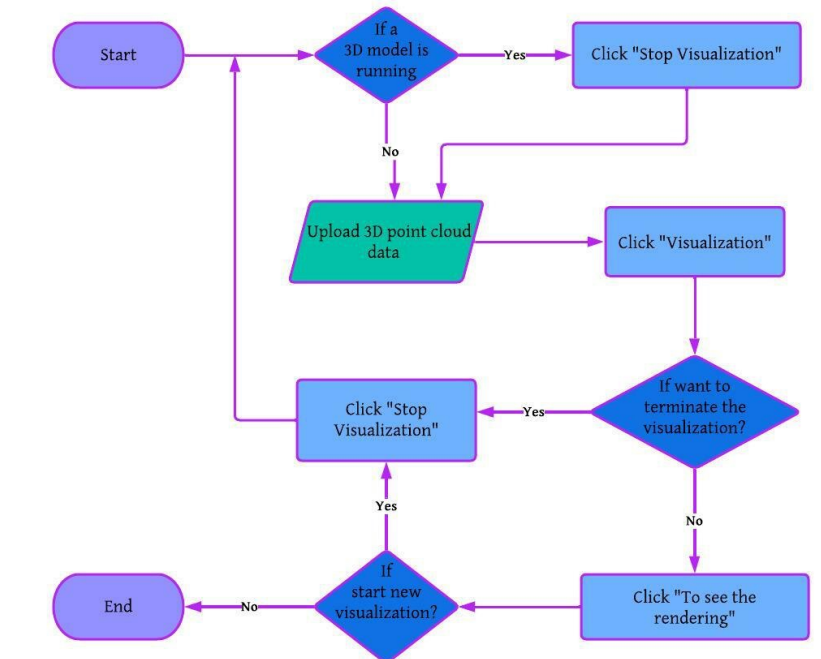 Start
If a
3D model is
running
Yes
Click "Stop Visualization"
No
Upload 3D point cloud
data
Click "Visualization"
If want to
terminate the
visualization?
Yes
Click "Stop
Visualization"
No
Yes
Click "To see the
rendering"
If
start new
visualization?
No
End